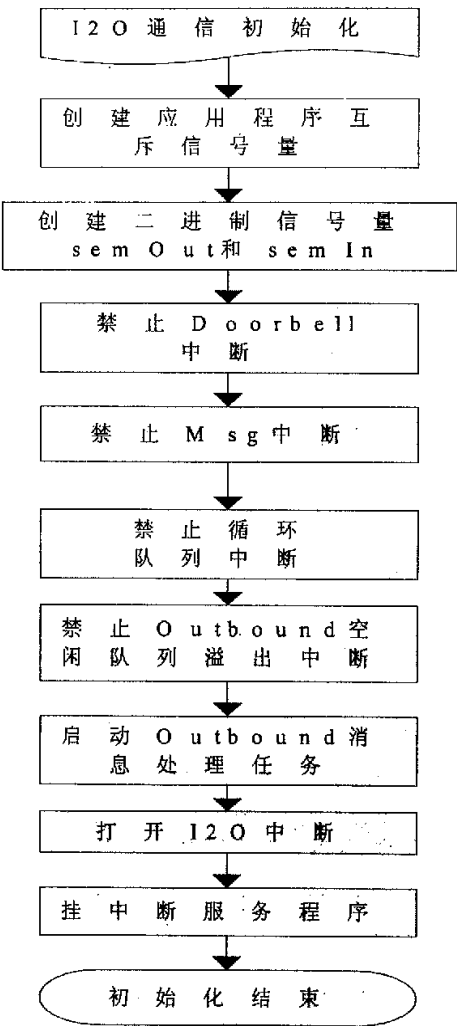 I2O通信初始化
创建应用程序互
斥信号量
创建二进制信号量
semOut和 semIn
禁止Doorbell
中断
禁止Msg中断
禁止循环
队列中断
禁止Outbound空
闲队列溢出中断
启动Outbound消
息处理任务
打开I2O中断
挂中断服务程序
初始化结束